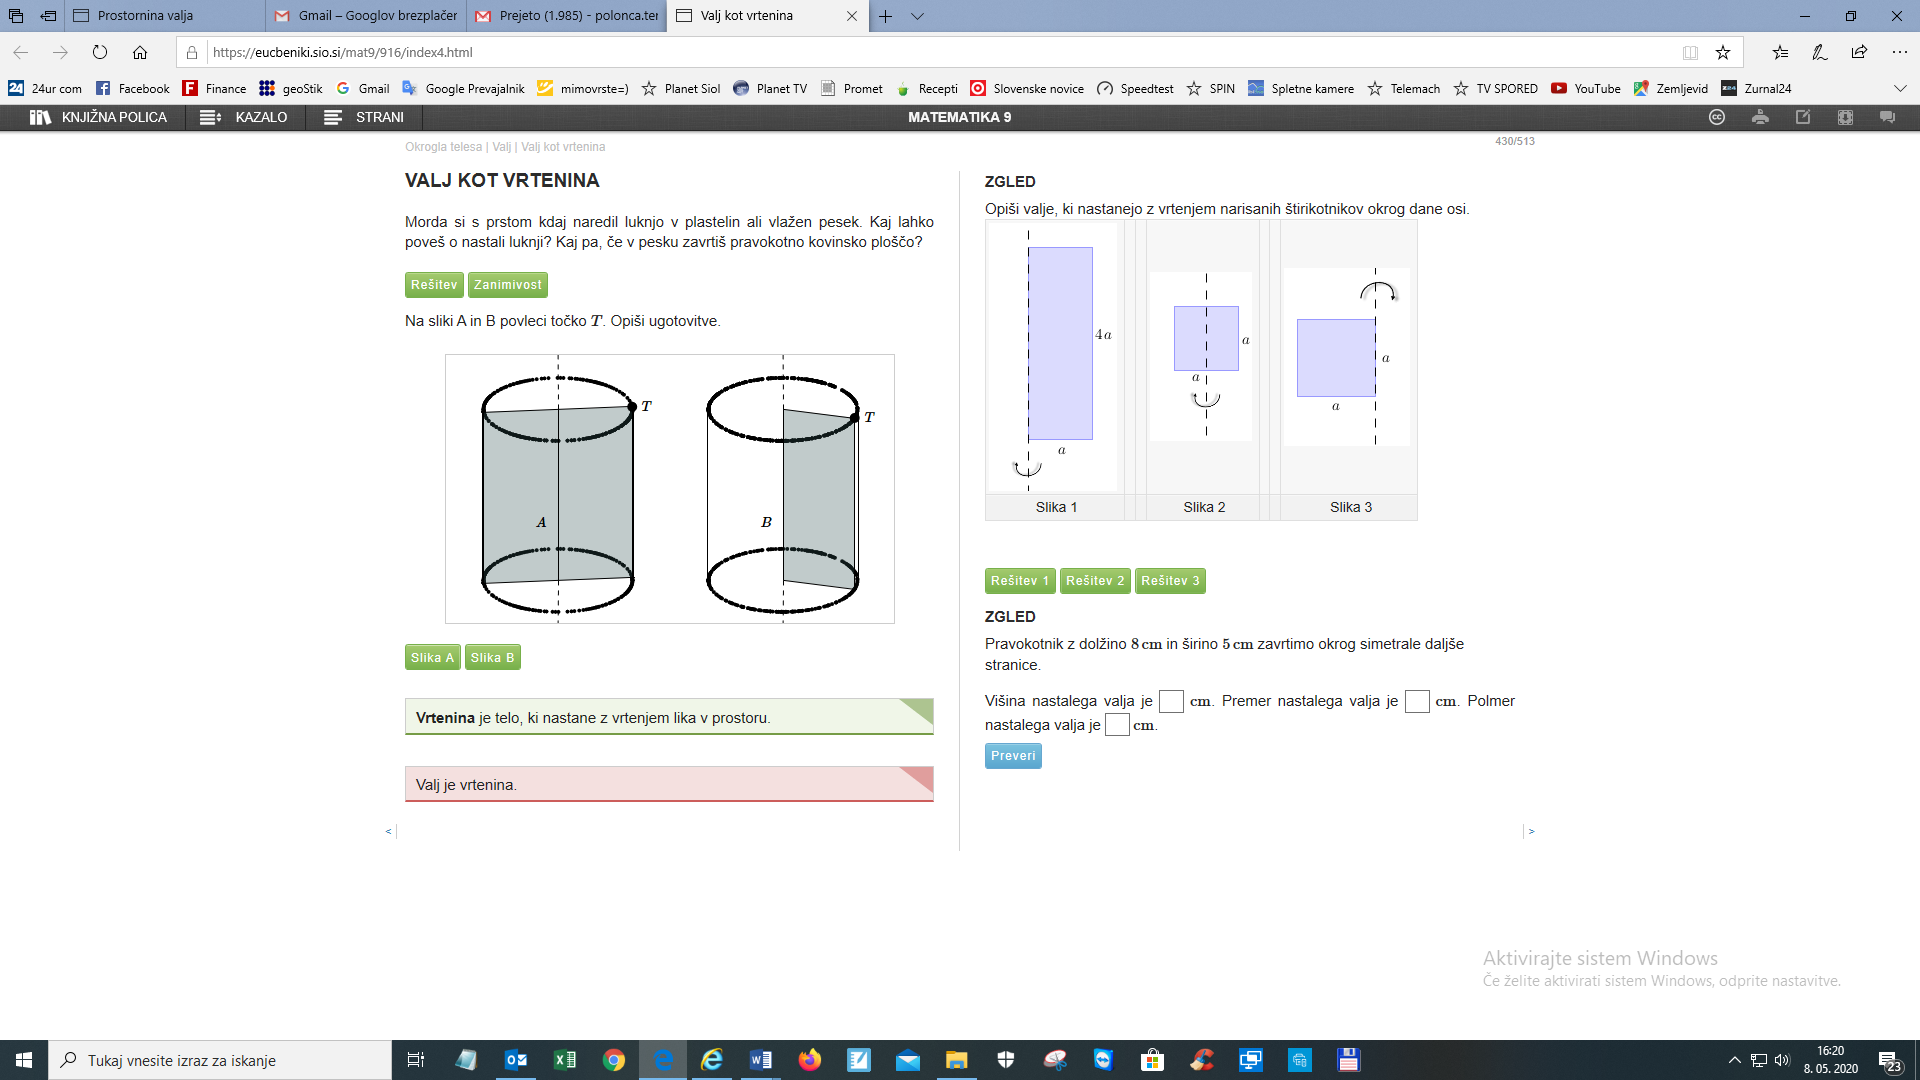 Prostornina valja
Gmail – Googlov brezplačer
Prejeto (1.985) - polonca.ter
Valj kot vrtenina
https://eucbeniki.sio.si/mat9/916/index4.html
24ur com
Facebook
Finance
geoStik
Gmail
Google Prevajalnik
mimovrste=)
Planet Siol
Planet TV
Promet
Recepti
Slovenske novice
Speedtest
SPIN
Spletne kamere
Telemach
TV SPORED
YouTube
Zemljevid
Zurnal24
KNJIŽNA POLICA
KAZALO
STRANI
MATEMATIKA 9
Okrogla telesa | Valj | Valj kot vrtenina
430/513
VALJ KOT VRTENINA
Morda si s prstom kdaj naredil luknjo v plastelin ali vlažen pesek. Kaj lahko
poveš o nastali luknji? Kaj pa, če v pesku zavrtiš pravokotno kovinsko ploščo?
Rešitev
Zanimivost
Na sliki A in B povleci točko T. Opiši ugotovitve.
T
T
A
B
Slika A
Slika B
Vrtenina je telo, ki nastane z vrtenjem lika v prostoru.
Valj je vrtenina.
<
ZGLED
Opiši valje, ki nastanejo z vrtenjem narisanih štirikotnikov okrog dane osi.
4a
a
a
a
a
a
Slika 1
Slika 2
Slika 3
Rešitev 1
Rešitev 2
Rešitev 3
ZGLED
Pravokotnik z dolžino 8 cm in širino 5 cm zavrtimo okrog simetrale daljše
stranice.
Višina nastalega valja je cm. Premer nastalega valja je cm. Polmer
nastalega valja je cm.
Preveri
>
Aktivirajte sistem Windows
Če želite aktivirati sistem Windows, odprite nastavitve.
Tukaj vnesite izraz za iskanje
16:20
8. 05. 2020
23